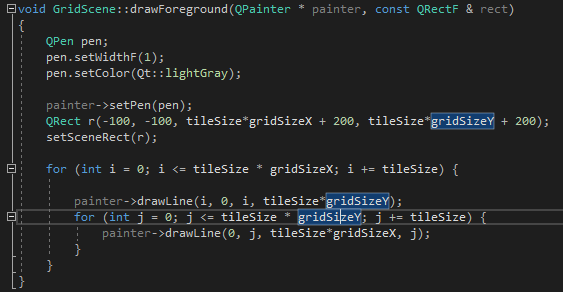 void GridScene::drawForeground(QPainter * painter, const QRectF & rect)
{
QPen pen;
pen.setWidthF(1);
pen.setColor(Qt::lightGray);
painter->setPen(pen);
QRect r(-100, -100, tileSize*gridSizeX + 200, tileSize*gridSizeY + 200);
setSceneRect(r);
for (int i = 0; i <= tileSize * gridSizeX; i += tileSize) {
painter->drawLine(i, 0, i, tileSize*gridSizeY);
for (int j = 0; j <= tileSize * gridSizeY; j += tileSize) {
painter->drawLine(0, j, tileSize*gridSizeX, j);
}
}
}